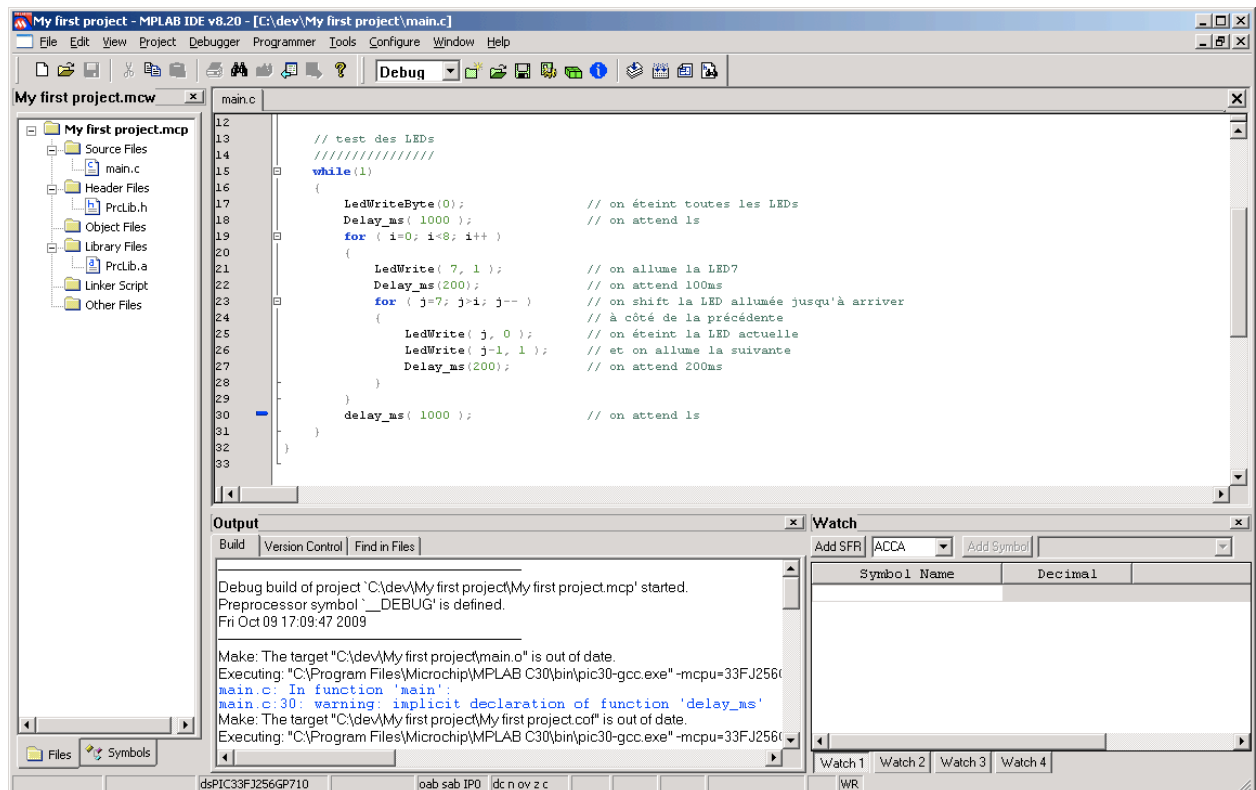 My first project - MPLAB IDE v8.20 - [C:\dev\My first project\main.c]
File Edit View Project Debugger Programmer Tools Configure Window Help
Debug
My first project.mcw
My first project.mcp
Source Files
main.c
Header Files
PrcLib.h
Object Files
Library Files
PrcLib.a
Linker Script
Other Files
Files Symbols
main.c
12
13 // test des LEDs
14 ////////////////
15 while(1)
16 {
17 LedWriteByte(0); // on éteint toutes les LEDs
18 Delay_ms( 1000 ); // on attend 1s
19 for ( i=0; i<8; i++ )
20 {
21 LedWrite( 7, 1 ); // on allume la LED7
22 Delay_ms(200); // on attend 100ms
23 for ( j=7; j>i; j-- ) // on shift la LED allumée jusqu'à arriver
24 { // à côté de la précédente
25 LedWrite( j, 0 ); // on éteint la LED actuelle
26 LedWrite( j-1, 1 ); // et on allume la suivante
27 Delay_ms(200); // on attend 200ms
28 }
29 }
30 delay_ms( 1000 ); // on attend 1s
31 }
32 }
33
Output
Build Version Control Find in Files
Debug build of project `C:\dev\My first project\My first project.mcp' started.
Preprocessor symbol `__DEBUG' is defined.
Fri Oct 09 17:09:47 2009
Make: The target "C:\dev\My first project\main.o" is out of date.
Executing: "C:\Program Files\Microchip\MPLAB C30\bin\pic30-gcc.exe" -mcpu=33FJ256(
main.c: In function 'main':
main.c:30: warning: implicit declaration of function 'delay_ms'
Make: The target "C:\dev\My first project\My first project.cof" is out of date.
Executing: "C:\Program Files\Microchip\MPLAB C30\bin\pic30-gcc.exe" -mcpu=33FJ256(
Watch
Add SFR ACCA Add Symbol
Symbol Name Decimal
Watch 1 Watch 2 Watch 3 Watch 4
dsPIC33FJ256GP710 oab sab IP0 dc n ov z c WR